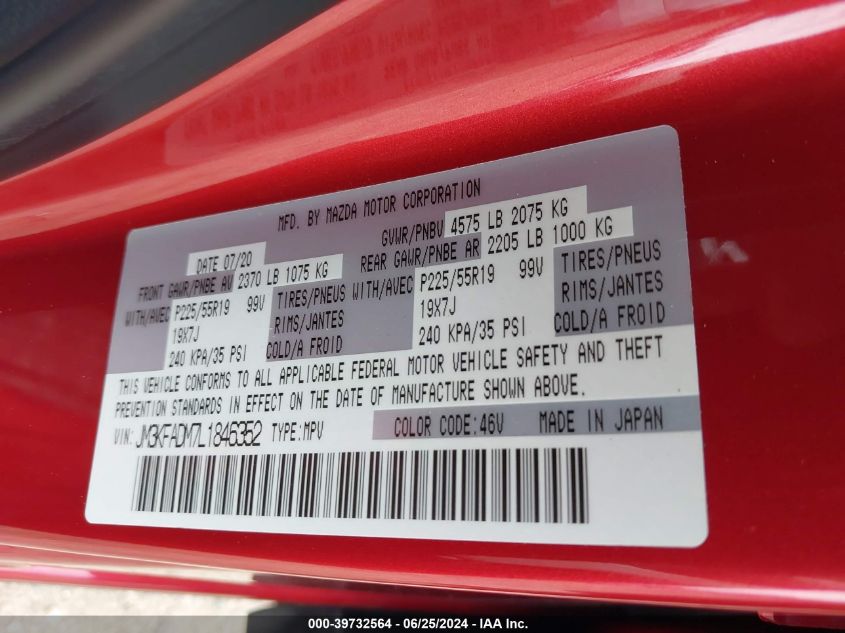 MFD. BY MAZDA MOTOR CORPORATION
DATE 07/20 GVWR/PNBV 4575 LB 2075 KG
FRONT GAWR/PNBE AV 2370 LB 1075 KG REAR GAWR/PNBE AR 2205 LB 1000 KG
WITH/AVEC P225/55R19 99V TIRES/PNEUS WITH/AVEC P225/55R19 99V TIRES/PNEUS
19X7J RIMS/JANTES 19X7J RIMS/JANTES
240 KPA/35 PSI COLD/A FROID 240 KPA/35 PSI COLD/A FROID
THIS VEHICLE CONFORMS TO ALL APPLICABLE FEDERAL MOTOR VEHICLE SAFETY AND THEFT
PREVENTION STANDARDS IN EFFECT ON THE DATE OF MANUFACTURE SHOWN ABOVE.
VIN: JM3KFADM7L1846352 TYPE:MPV COLOR CODE:46V MADE IN JAPAN
000-39732564 - 06/25/2024 - IAA Inc.